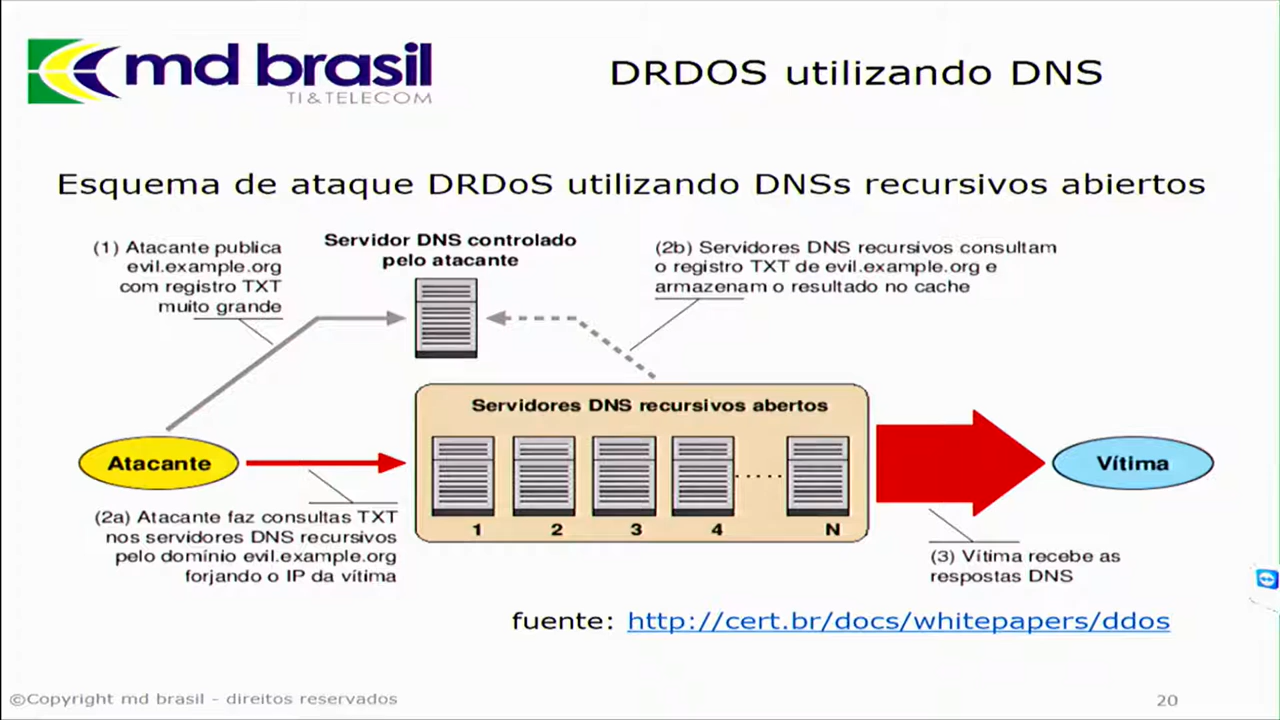 md brasil
TI & TELECOM
DRDOS utilizando DNS
Esquema de ataque DRDoS utilizando DNSs recursivos abiertos
(1) Atacante publica
evil.example.org
com registro TXT
muito grande
Servidor DNS controlado
pelo atacante
(2b) Servidores DNS recursivos consultam
o registro TXT de evil.example.org e
armazenam o resultado no cache
Servidores DNS recursivos abertos
1 2 3 4 ..... N
Atacante
Vítima
(2a) Atacante faz consultas TXT
nos servidores DNS recursivos
pelo domínio evil.example.org
forjando o IP da vítima
(3) Vítima recebe as
respostas DNS
fuente: http://cert.br/docs/whitepapers/ddos
©Copyright md brasil - direitos reservados
20